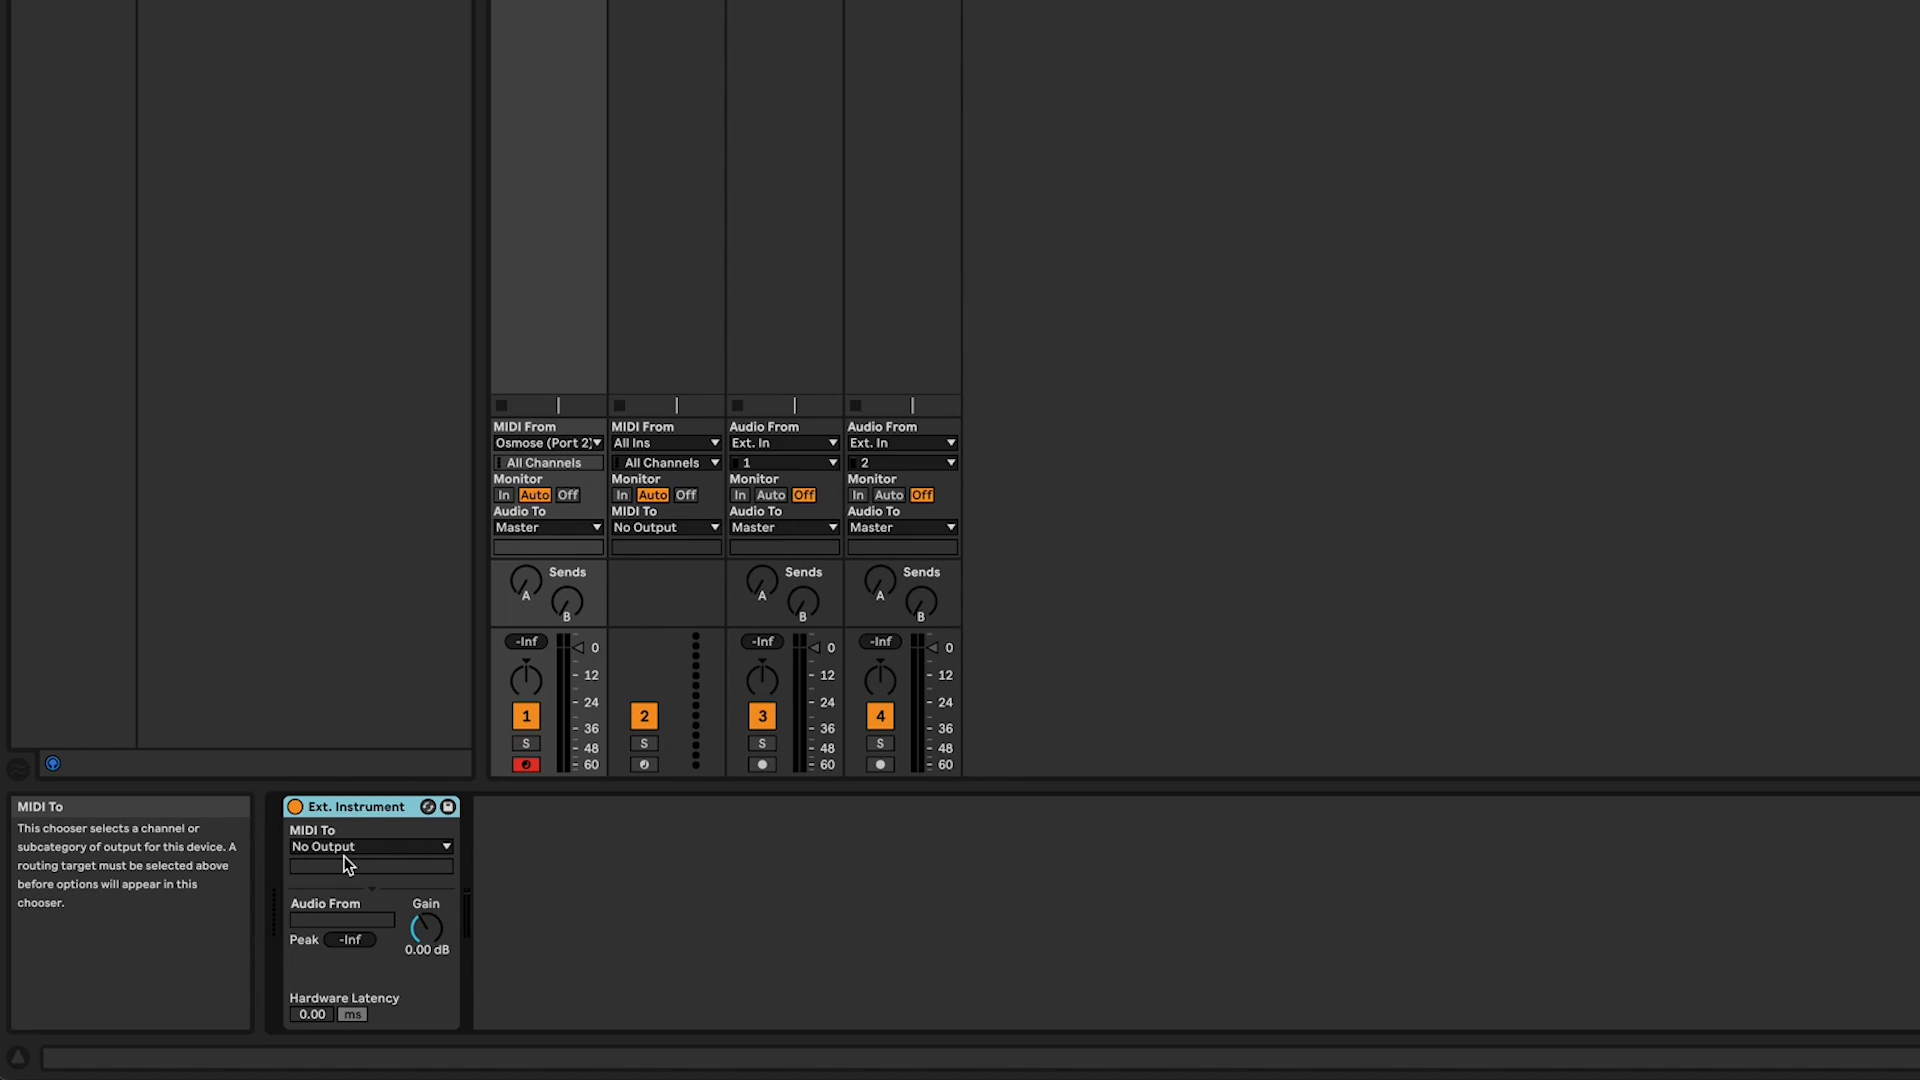 MIDI From
Osmose (Port 2)
All Channels
Monitor
In Auto Off
Audio To
Master
Sends
A
B
-Inf
0
12
24
36
48
60
1
S
MIDI From
All Ins
All Channels
Monitor
In Auto Off
MIDI To
No Output
2
S
Audio From
Ext. In
1
Monitor
In Auto Off
Audio To
Master
Sends
A
B
-Inf
0
12
24
36
48
60
3
S
Audio From
Ext. In
2
Monitor
In Auto Off
Audio To
Master
Sends
A
B
-Inf
0
12
24
36
48
60
4
S
MIDI To
This chooser selects a channel or
subcategory of output for this device. A
routing target must be selected above
before options will appear in this
chooser.
Ext. Instrument
MIDI To
No Output
Audio From
Gain
Peak -Inf
0.00 dB
Hardware Latency
0.00 ms